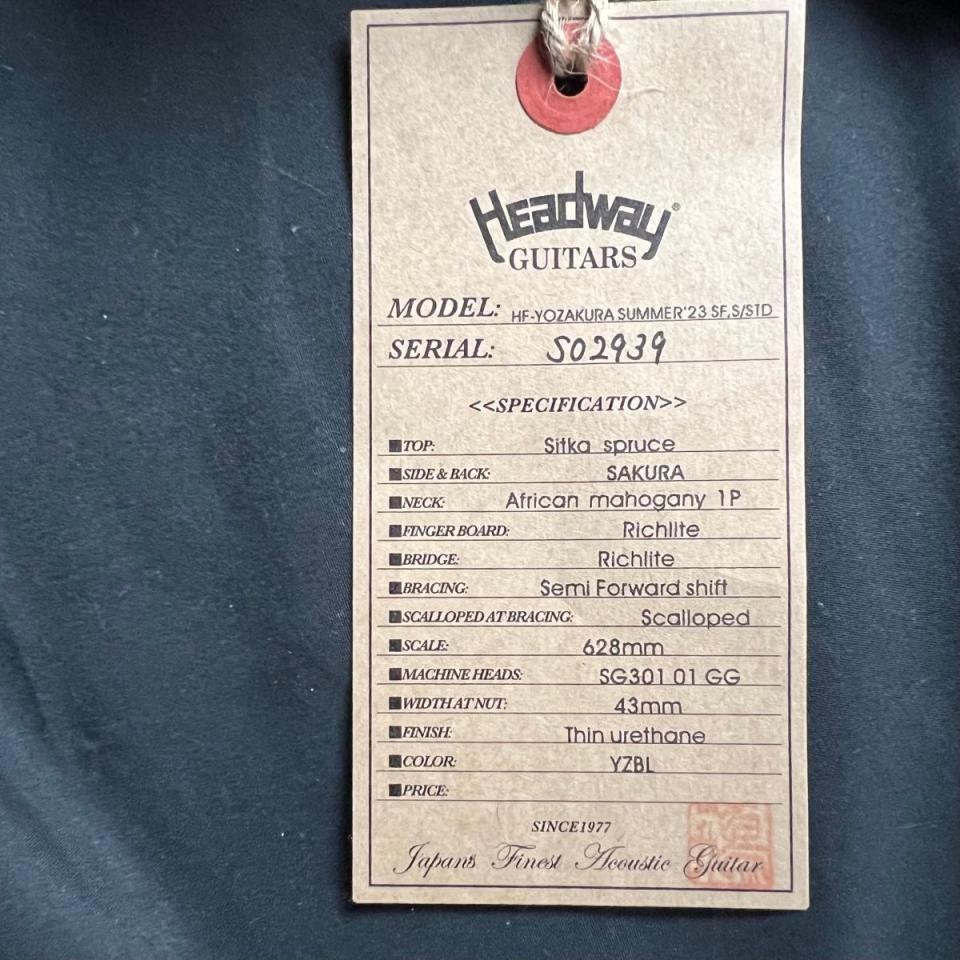 Headway®
GUITARS
MODEL: HF-YOZAKURA SUMMER'23 SF,S/STD
SERIAL: S02939
<<SPECIFICATION>>
■TOP: Sitka spruce
■SIDE & BACK: SAKURA
■NECK: African mahogany 1P
■FINGER BOARD: Richlite
■BRIDGE: Richlite
■BRACING: Semi Forward shift
■SCALLOPED AT BRACING: Scalloped
■SCALE: 628mm
■MACHINE HEADS: SG301 01 GG
■WIDTH AT NUT: 43mm
■FINISH: Thin urethane
■COLOR: YZBL
■PRICE:
SINCE1977
Japan's Finest Acoustic Guitar